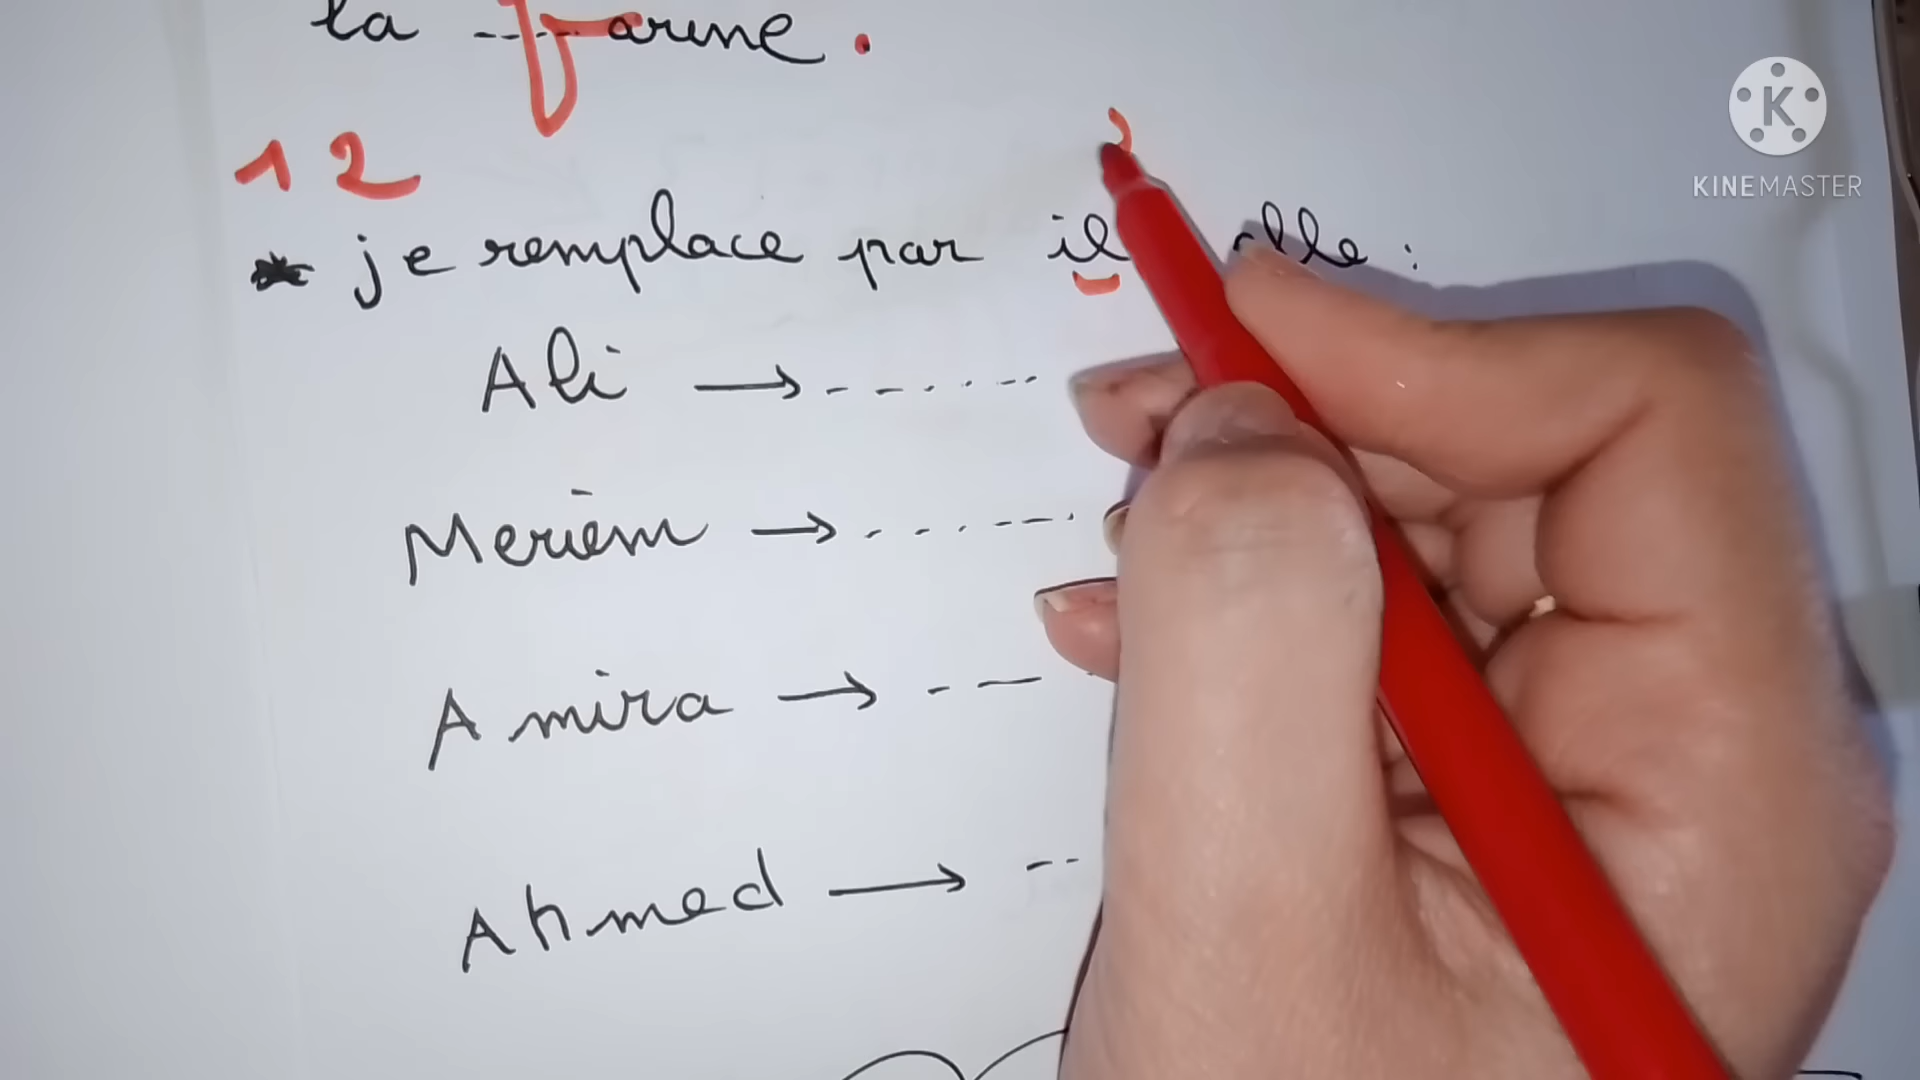 la farine.
12
* je remplace par il elle :
Ali → ........
Meriem → ........
Amira → ........
Ahmed → ........
KINEMASTER